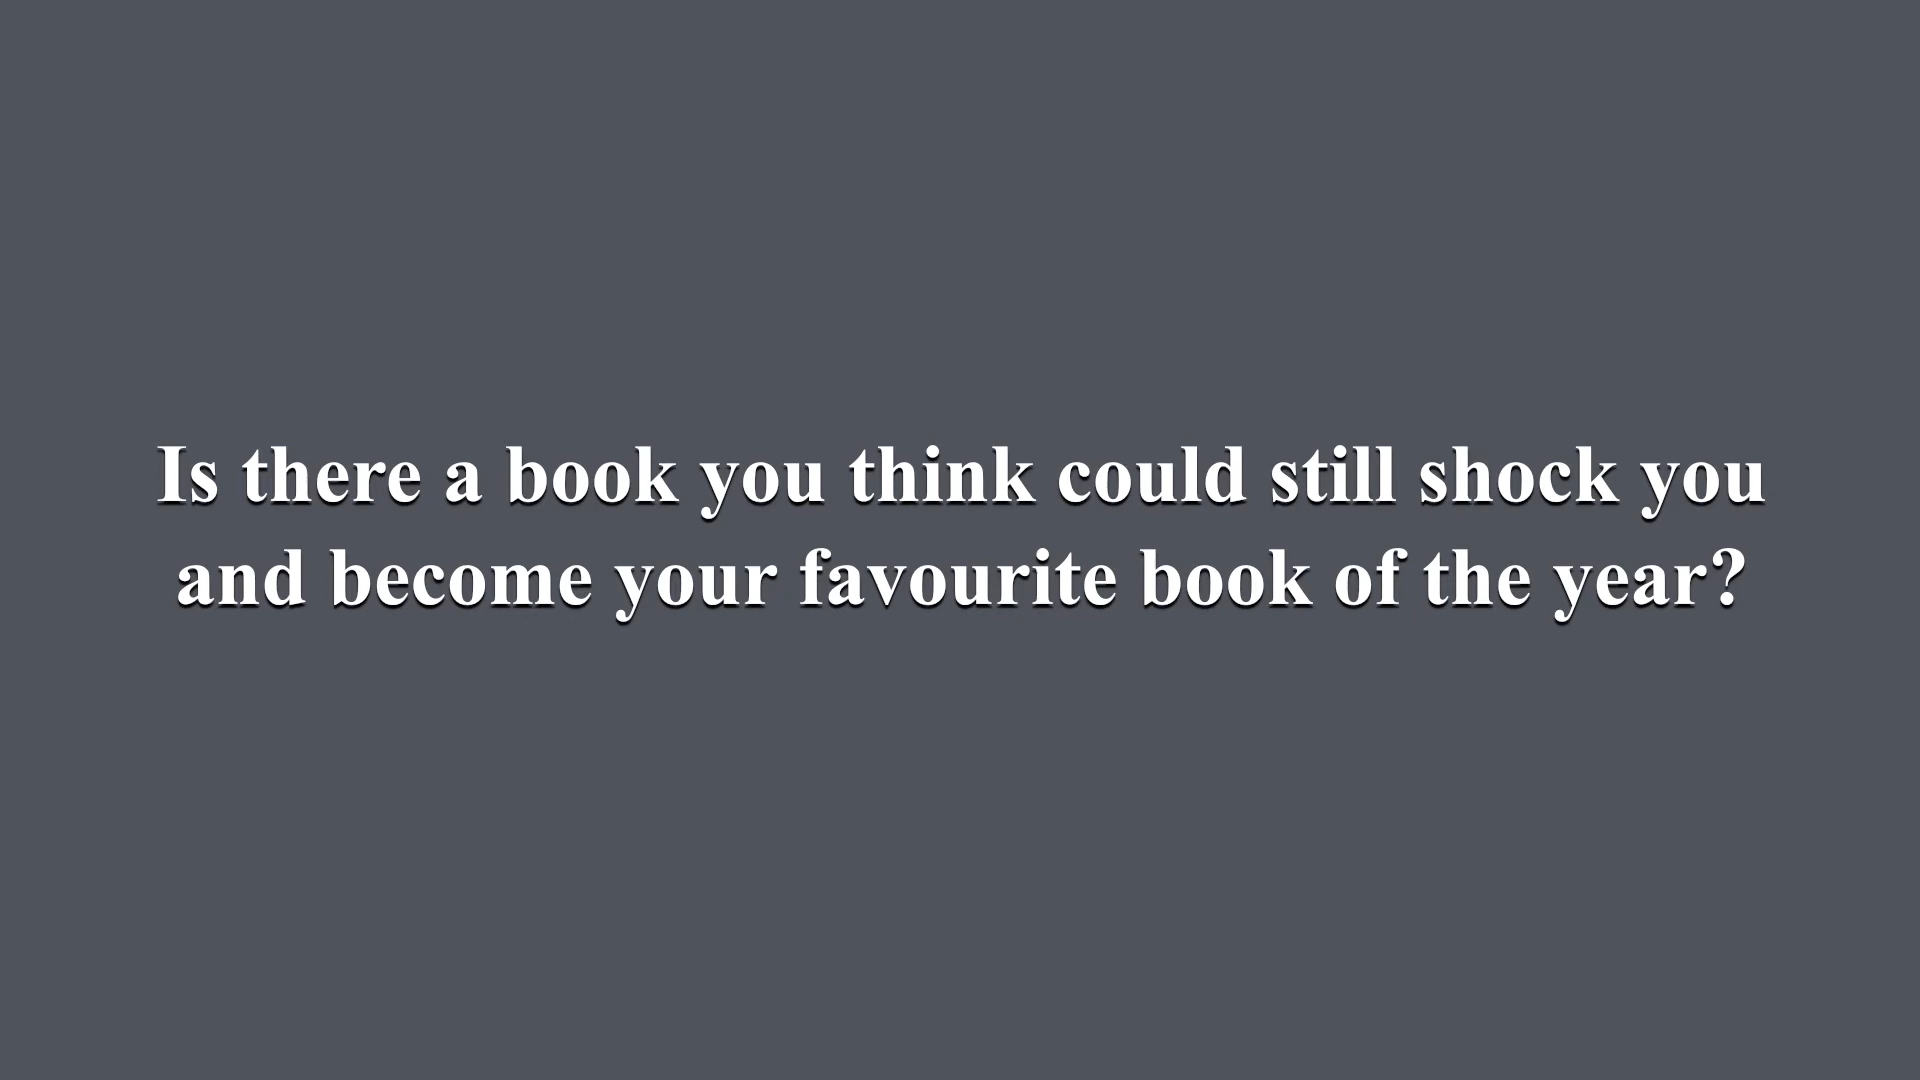 Is there a book you think could still shock you
and become your favourite book of the year?